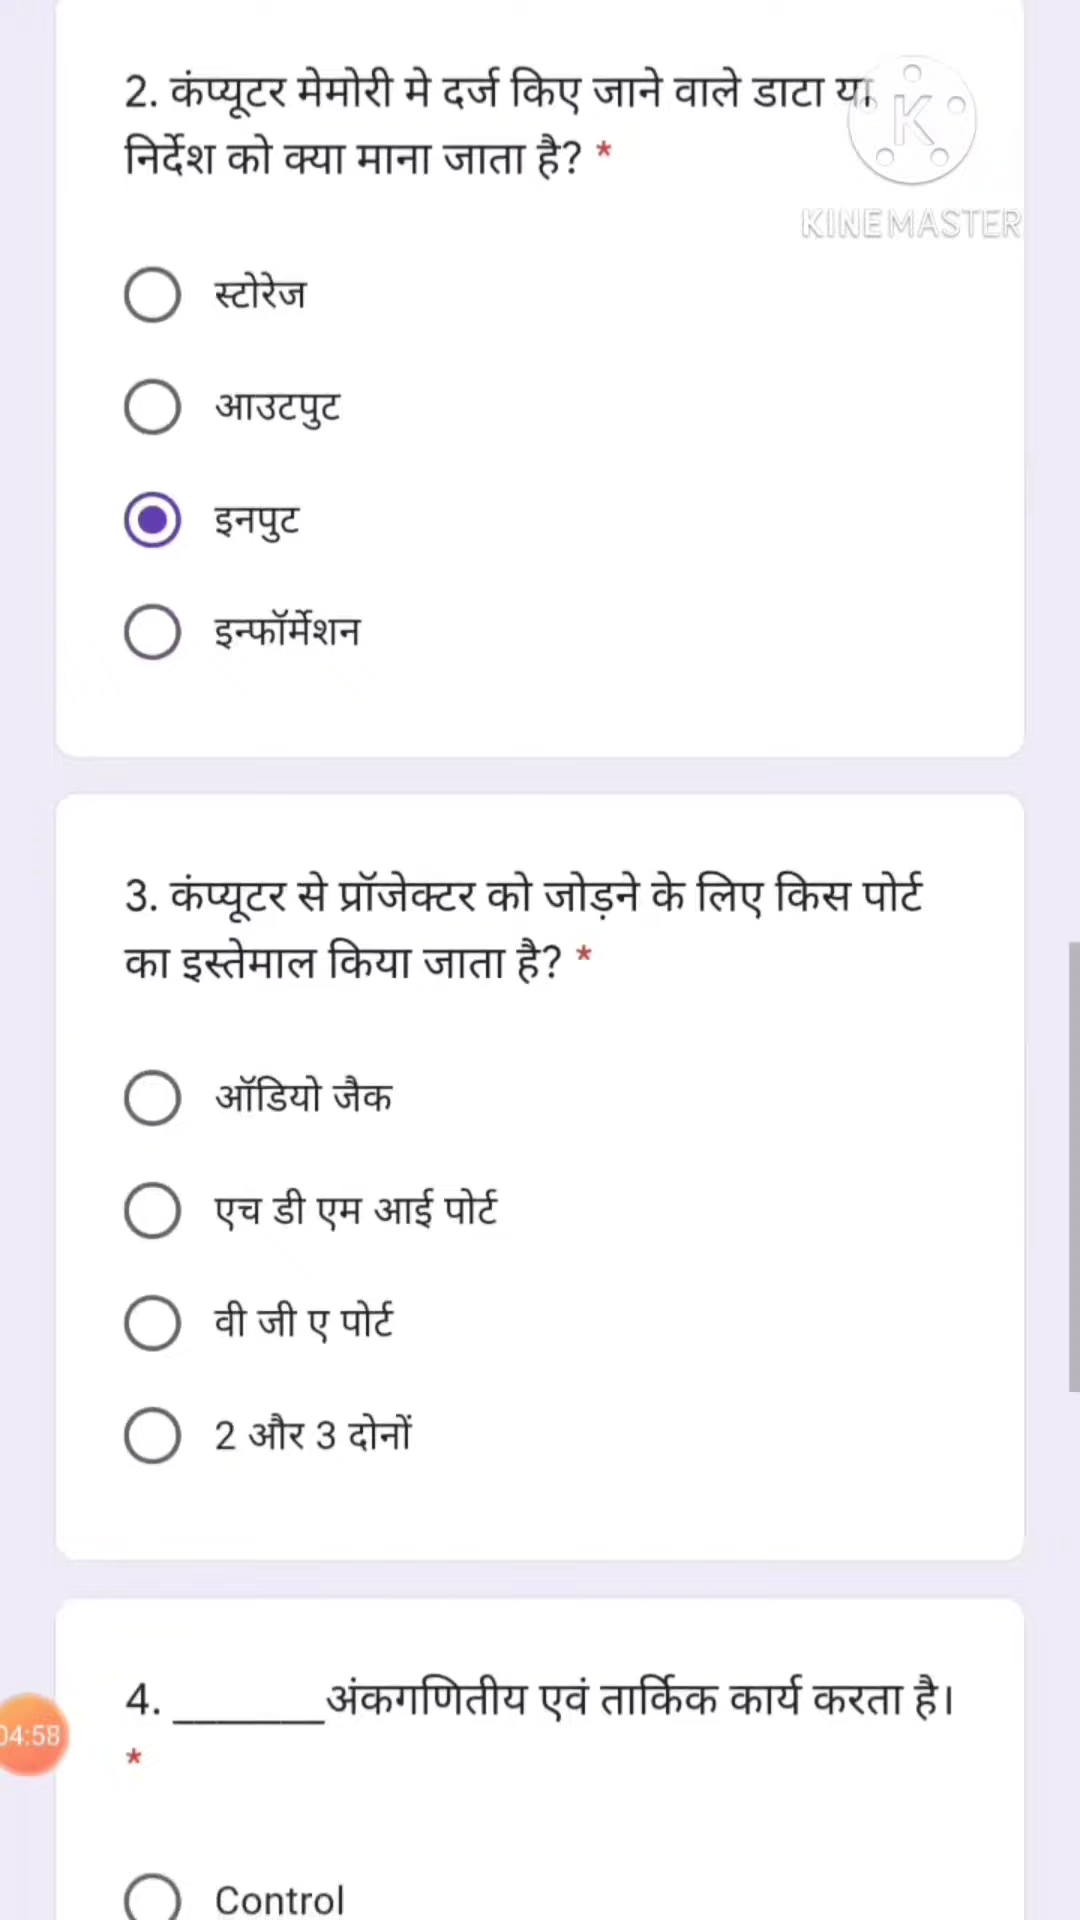 2. कंप्यूटर मेमोरी मे दर्ज किए जाने वाले डाटा या
निर्देश को क्या माना जाता है? *
K
KINEMASTER
स्टोरेज
आउटपुट
इनपुट
इन्फॉर्मेशन
3. कंप्यूटर से प्रॉजेक्टर को जोड़ने के लिए किस पोर्ट
का इस्तेमाल किया जाता है? *
ऑडियो जैक
एच डी एम आई पोर्ट
वी जी ए पोर्ट
2 और 3 दोनों
4. _______अंकगणितीय एवं तार्किक कार्य करता है।
*
04:58
Control